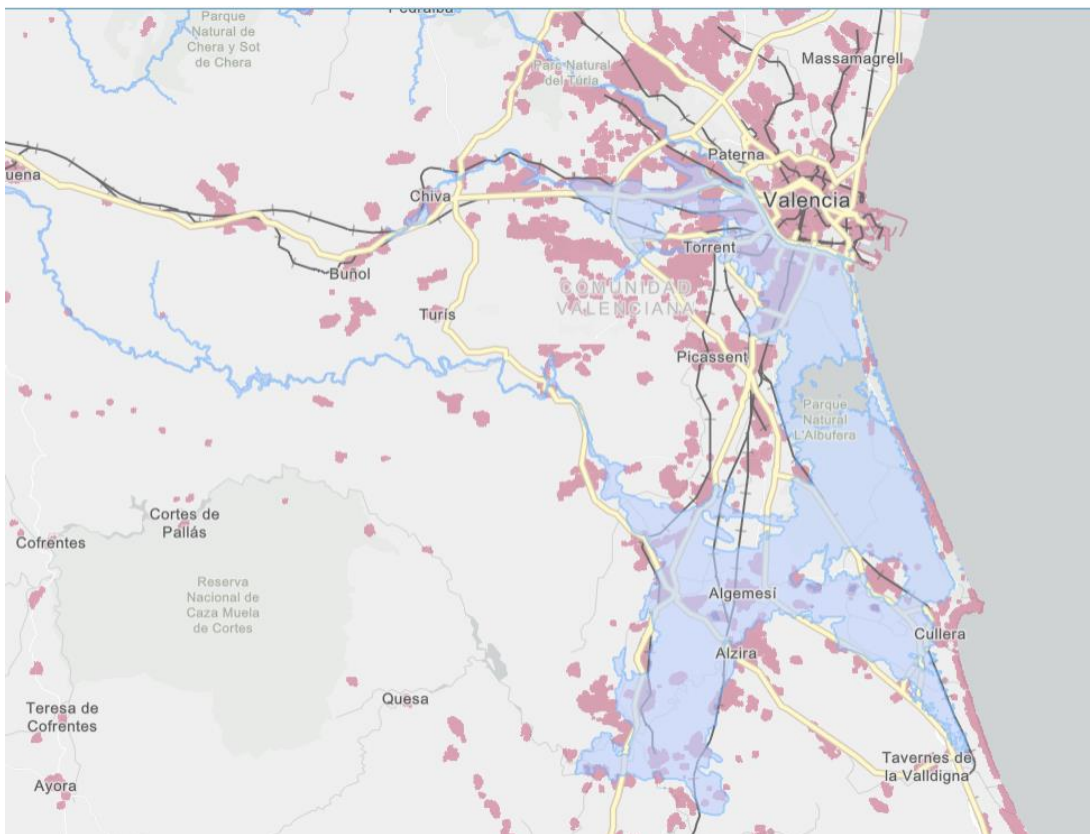 Pedralba
Parque
Natural de
Chera y Sot
de Chera
Massamagrell
Parc Natural
del Túria
Paterna
uena
Chiva
Valencia
Torrent
Buñol
COMUNIDAD
VALENCIANA
Turís
Picassent
Parque
Natural
L'Albufera
Cortes de
Pallás
Cofrentes
Reserva
Nacional de
Caza Muela
de Cortes
Algemesí
Cullera
Alzira
Quesa
Teresa de
Cofrentes
Tavernes de
la Valldigna
Ayora